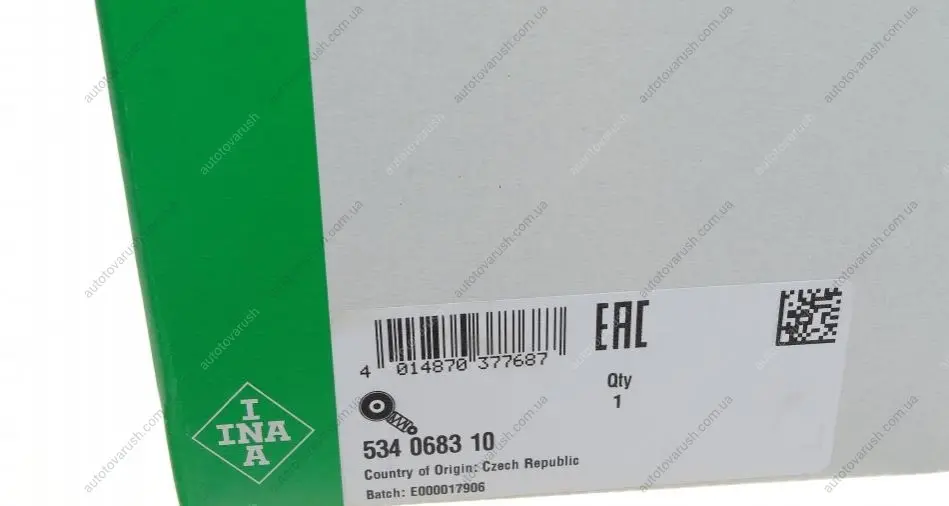 4 014870 377687
EAC
Qty
1
534 0683 10
Country of Origin: Czech Republic
Batch: E000017906
I
INA
A
autotovarush.com.ua